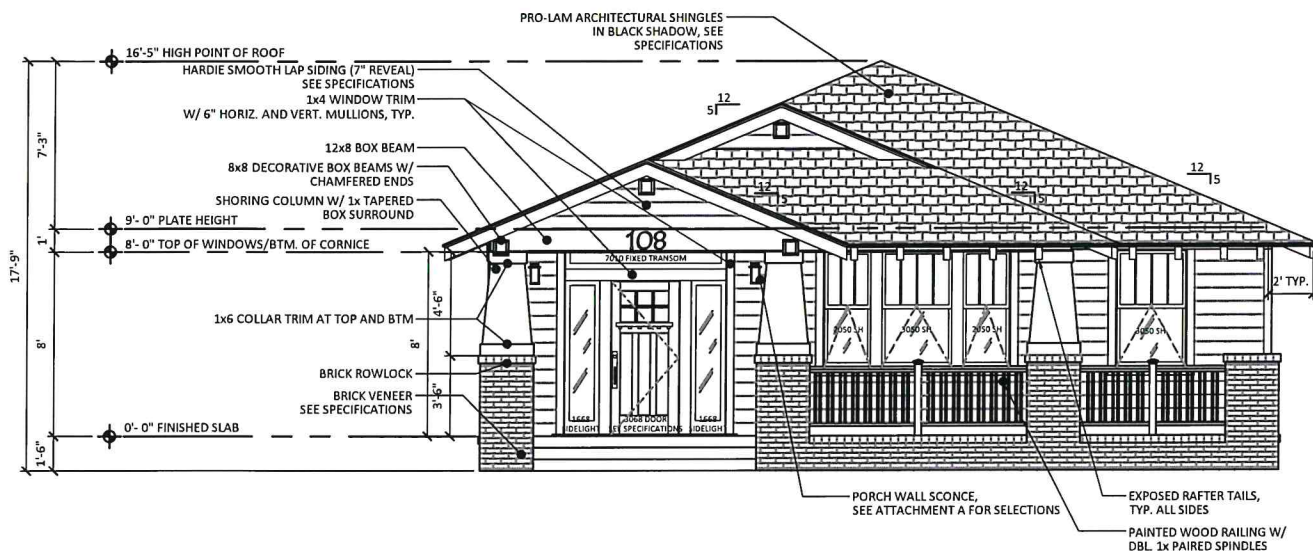 PRO-LAM ARCHITECTURAL SHINGLES
IN BLACK SHADOW, SEE
SPECIFICATIONS
16'-5" HIGH POINT OF ROOF
HARDIE SMOOTH LAP SIDING (7" REVEAL)
SEE SPECIFICATIONS
1x4 WINDOW TRIM
W/ 6" HORIZ. AND VERT. MULLIONS, TYP.
12x8 BOX BEAM
8x8 DECORATIVE BOX BEAMS W/
CHAMFERED ENDS
SHORING COLUMN W/ 1x TAPERED
BOX SURROUND
9'- 0" PLATE HEIGHT
8'- 0" TOP OF WINDOWS/BTM. OF CORNICE
1x6 COLLAR TRIM AT TOP AND BTM
BRICK ROWLOCK
BRICK VENEER
SEE SPECIFICATIONS
0'- 0" FINISHED SLAB
17'-9"
7'-3"
1'
8'
1'-6"
8'
4'-6"
3'-6"
12
5
12
5
12
5
12
5
108
7010 FIXED TRANSOM
1668
SIDELIGHT
3068 DOOR
SEE SPECIFICATIONS
1668
SIDELIGHT
2050 SH
3050 SH
2050 SH
3050 SH
2' TYP.
PORCH WALL SCONCE,
SEE ATTACHMENT A FOR SELECTIONS
EXPOSED RAFTER TAILS,
TYP. ALL SIDES
PAINTED WOOD RAILING W/
DBL. 1x PAIRED SPINDLES